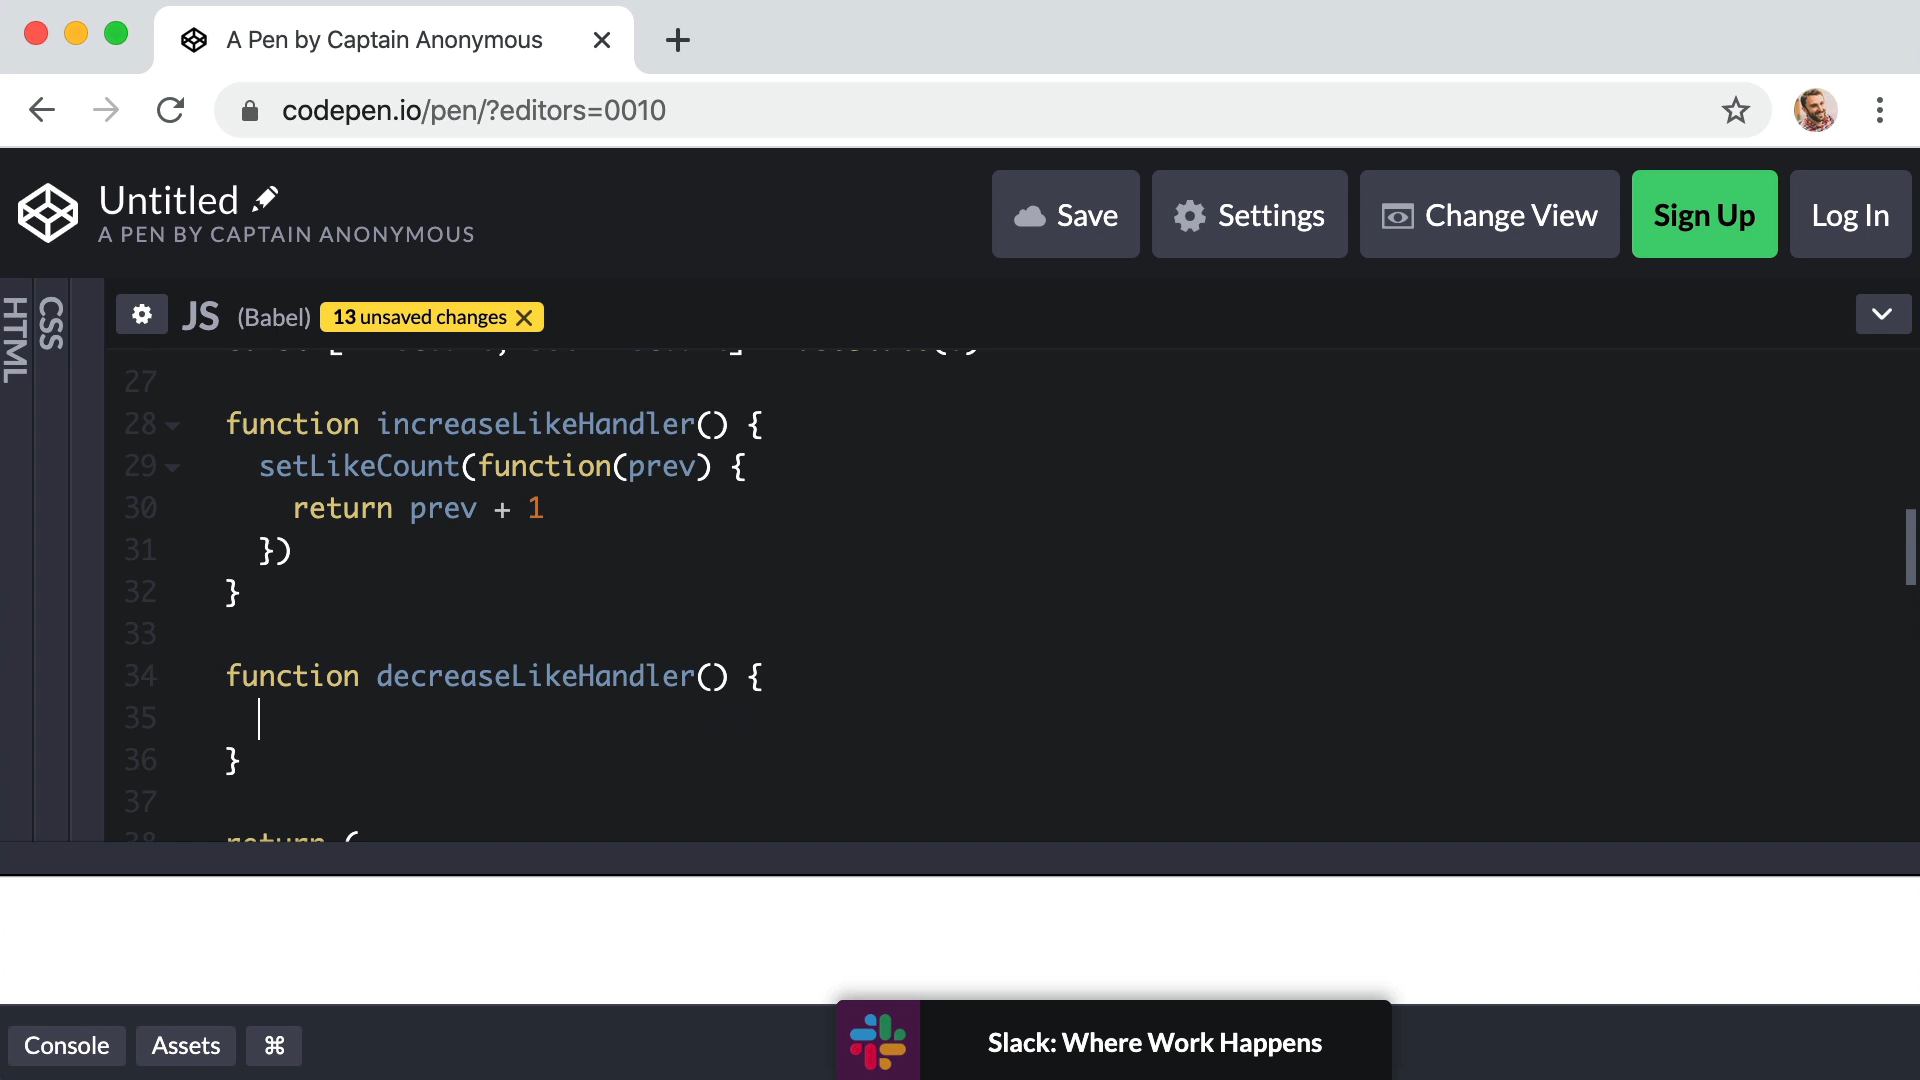 A Pen by Captain Anonymous
codepen.io/pen/?editors=0010
Untitled
A PEN BY CAPTAIN ANONYMOUS
Save
Settings
Change View
Sign Up
Log In
HTML
CSS
JS (Babel) 13 unsaved changes
27
28 function increaseLikeHandler() {
29 setLikeCount(function(prev) {
30 return prev + 1
31 })
32 }
33
34 function decreaseLikeHandler() {
35
36 }
37
38 return (
Console
Assets
⌘
Slack: Where Work Happens